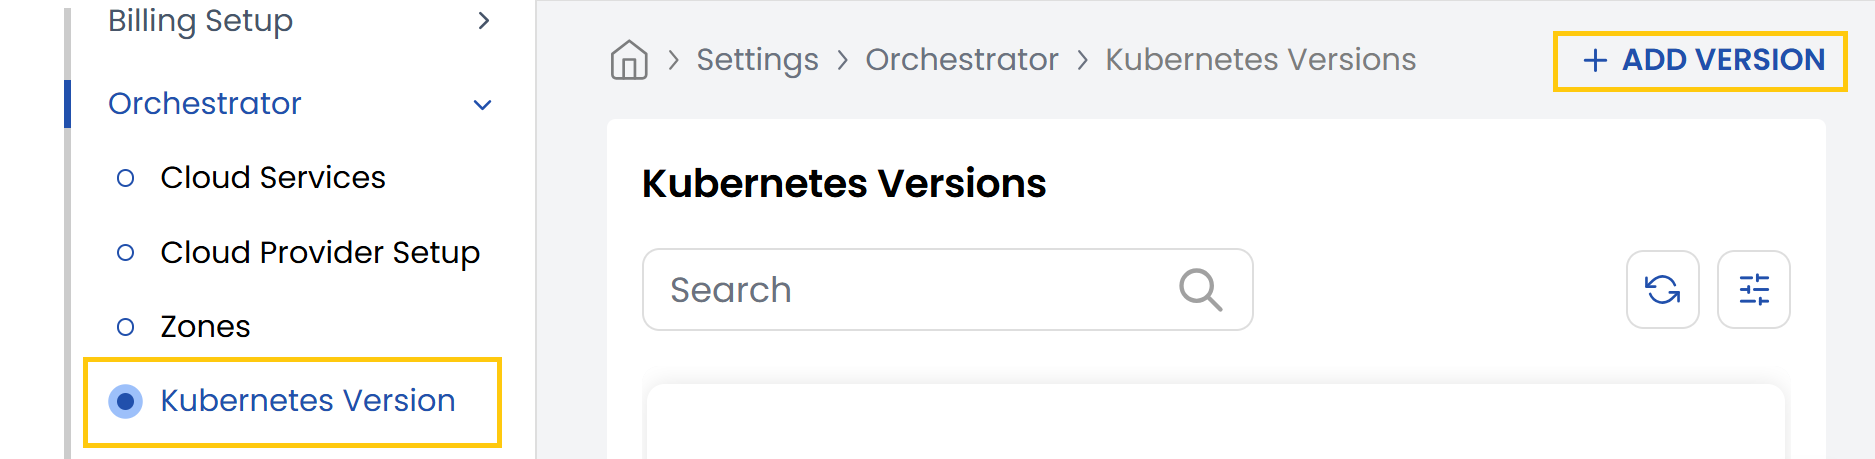 Billing Setup
Orchestrator
Cloud Services
Cloud Provider Setup
Zones
Kubernetes Version
Settings > Orchestrator > Kubernetes Versions
+ ADD VERSION
Kubernetes Versions
Search